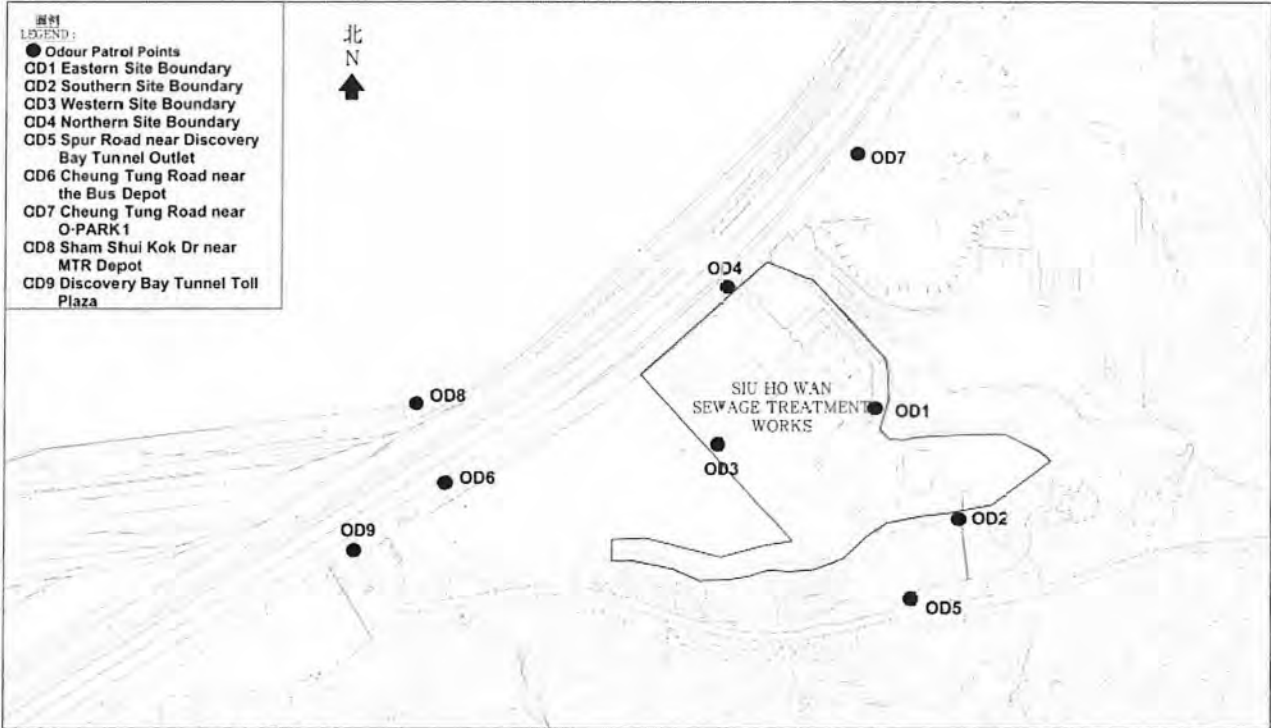 圖例
LEGEND :
Odour Patrol Points
OD1 Eastern Site Boundary
OD2 Southern Site Boundary
OD3 Western Site Boundary
OD4 Northern Site Boundary
OD5 Spur Road near Discovery
Bay Tunnel Outlet
OD6 Cheung Tung Road near
the Bus Depot
OD7 Cheung Tung Road near
O·PARK1
OD8 Sham Shui Kok Dr near
MTR Depot
OD9 Discovery Bay Tunnel Toll
Plaza
北
N
OD7
OD4
OD8
SIU HO WAN
SEWAGE TREATMENT
WORKS
OD1
OD3
OD6
OD2
OD9
OD5